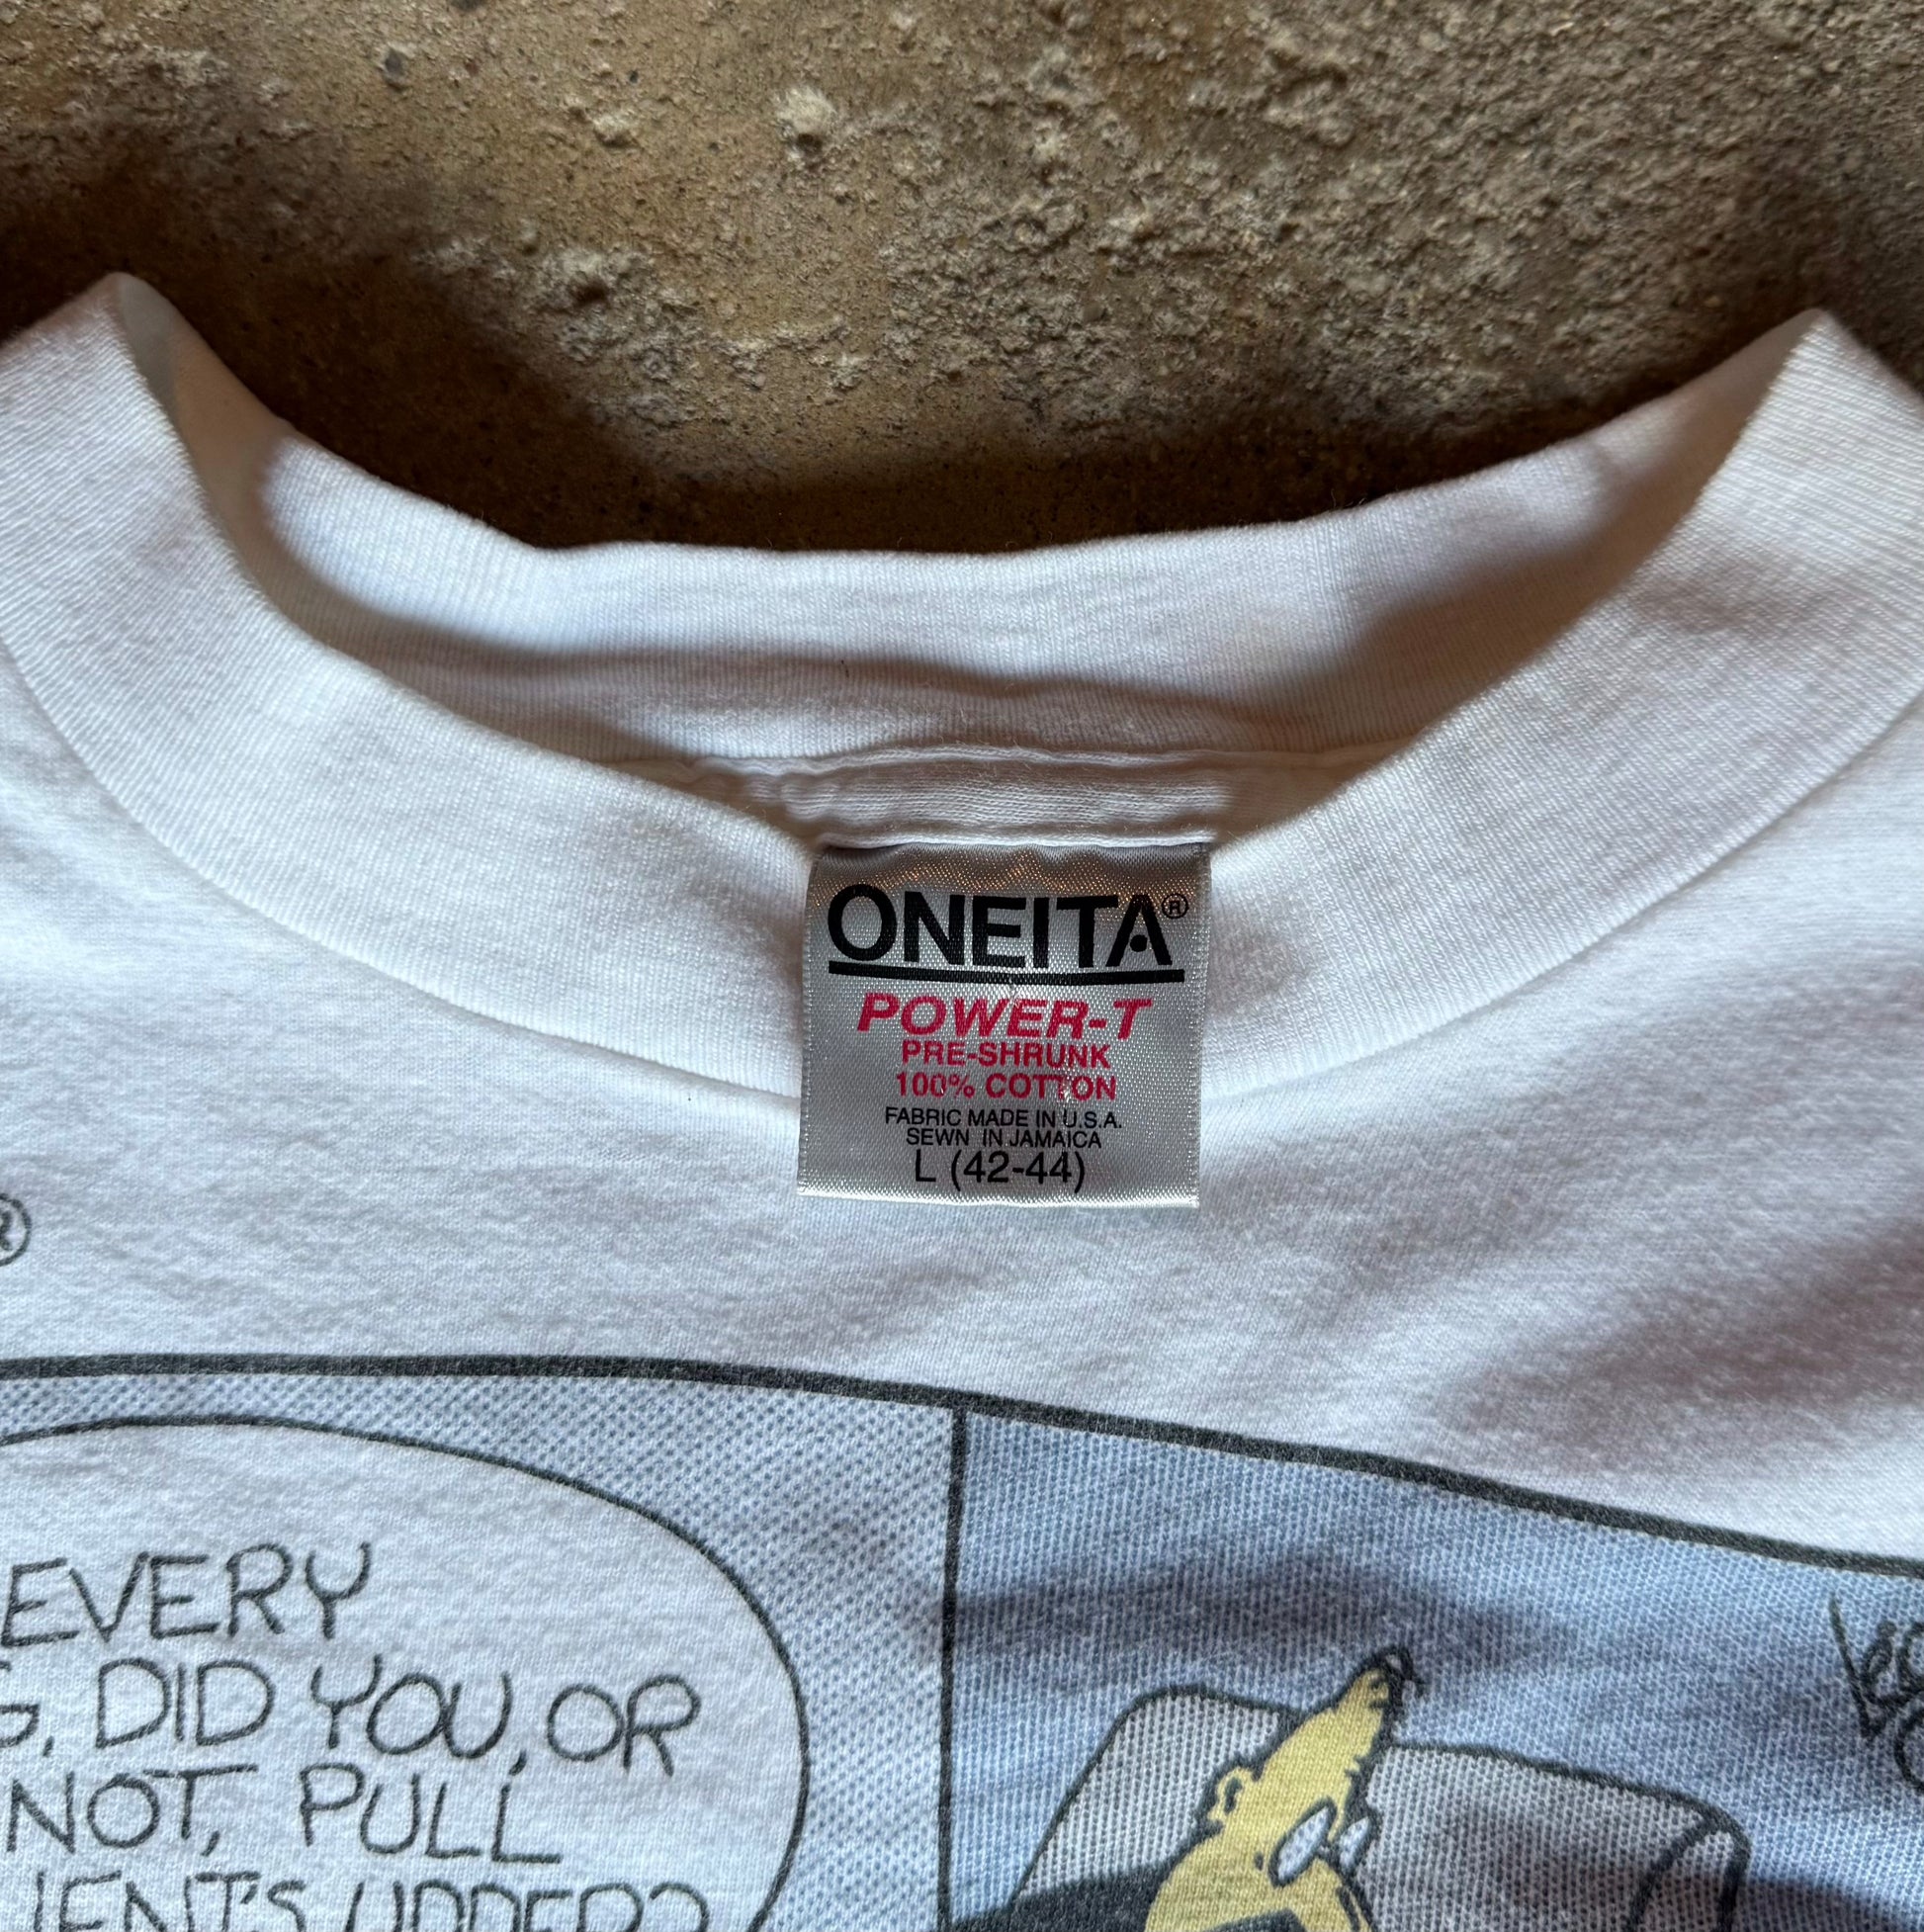 ONEITA®
POWER-T
PRE-SHRUNK
100% COTTON
FABRIC MADE IN U.S.A.
SEWN IN JAMAICA
L (42-44)
®
EVERY
DID YOU, OR
NOT, PULL